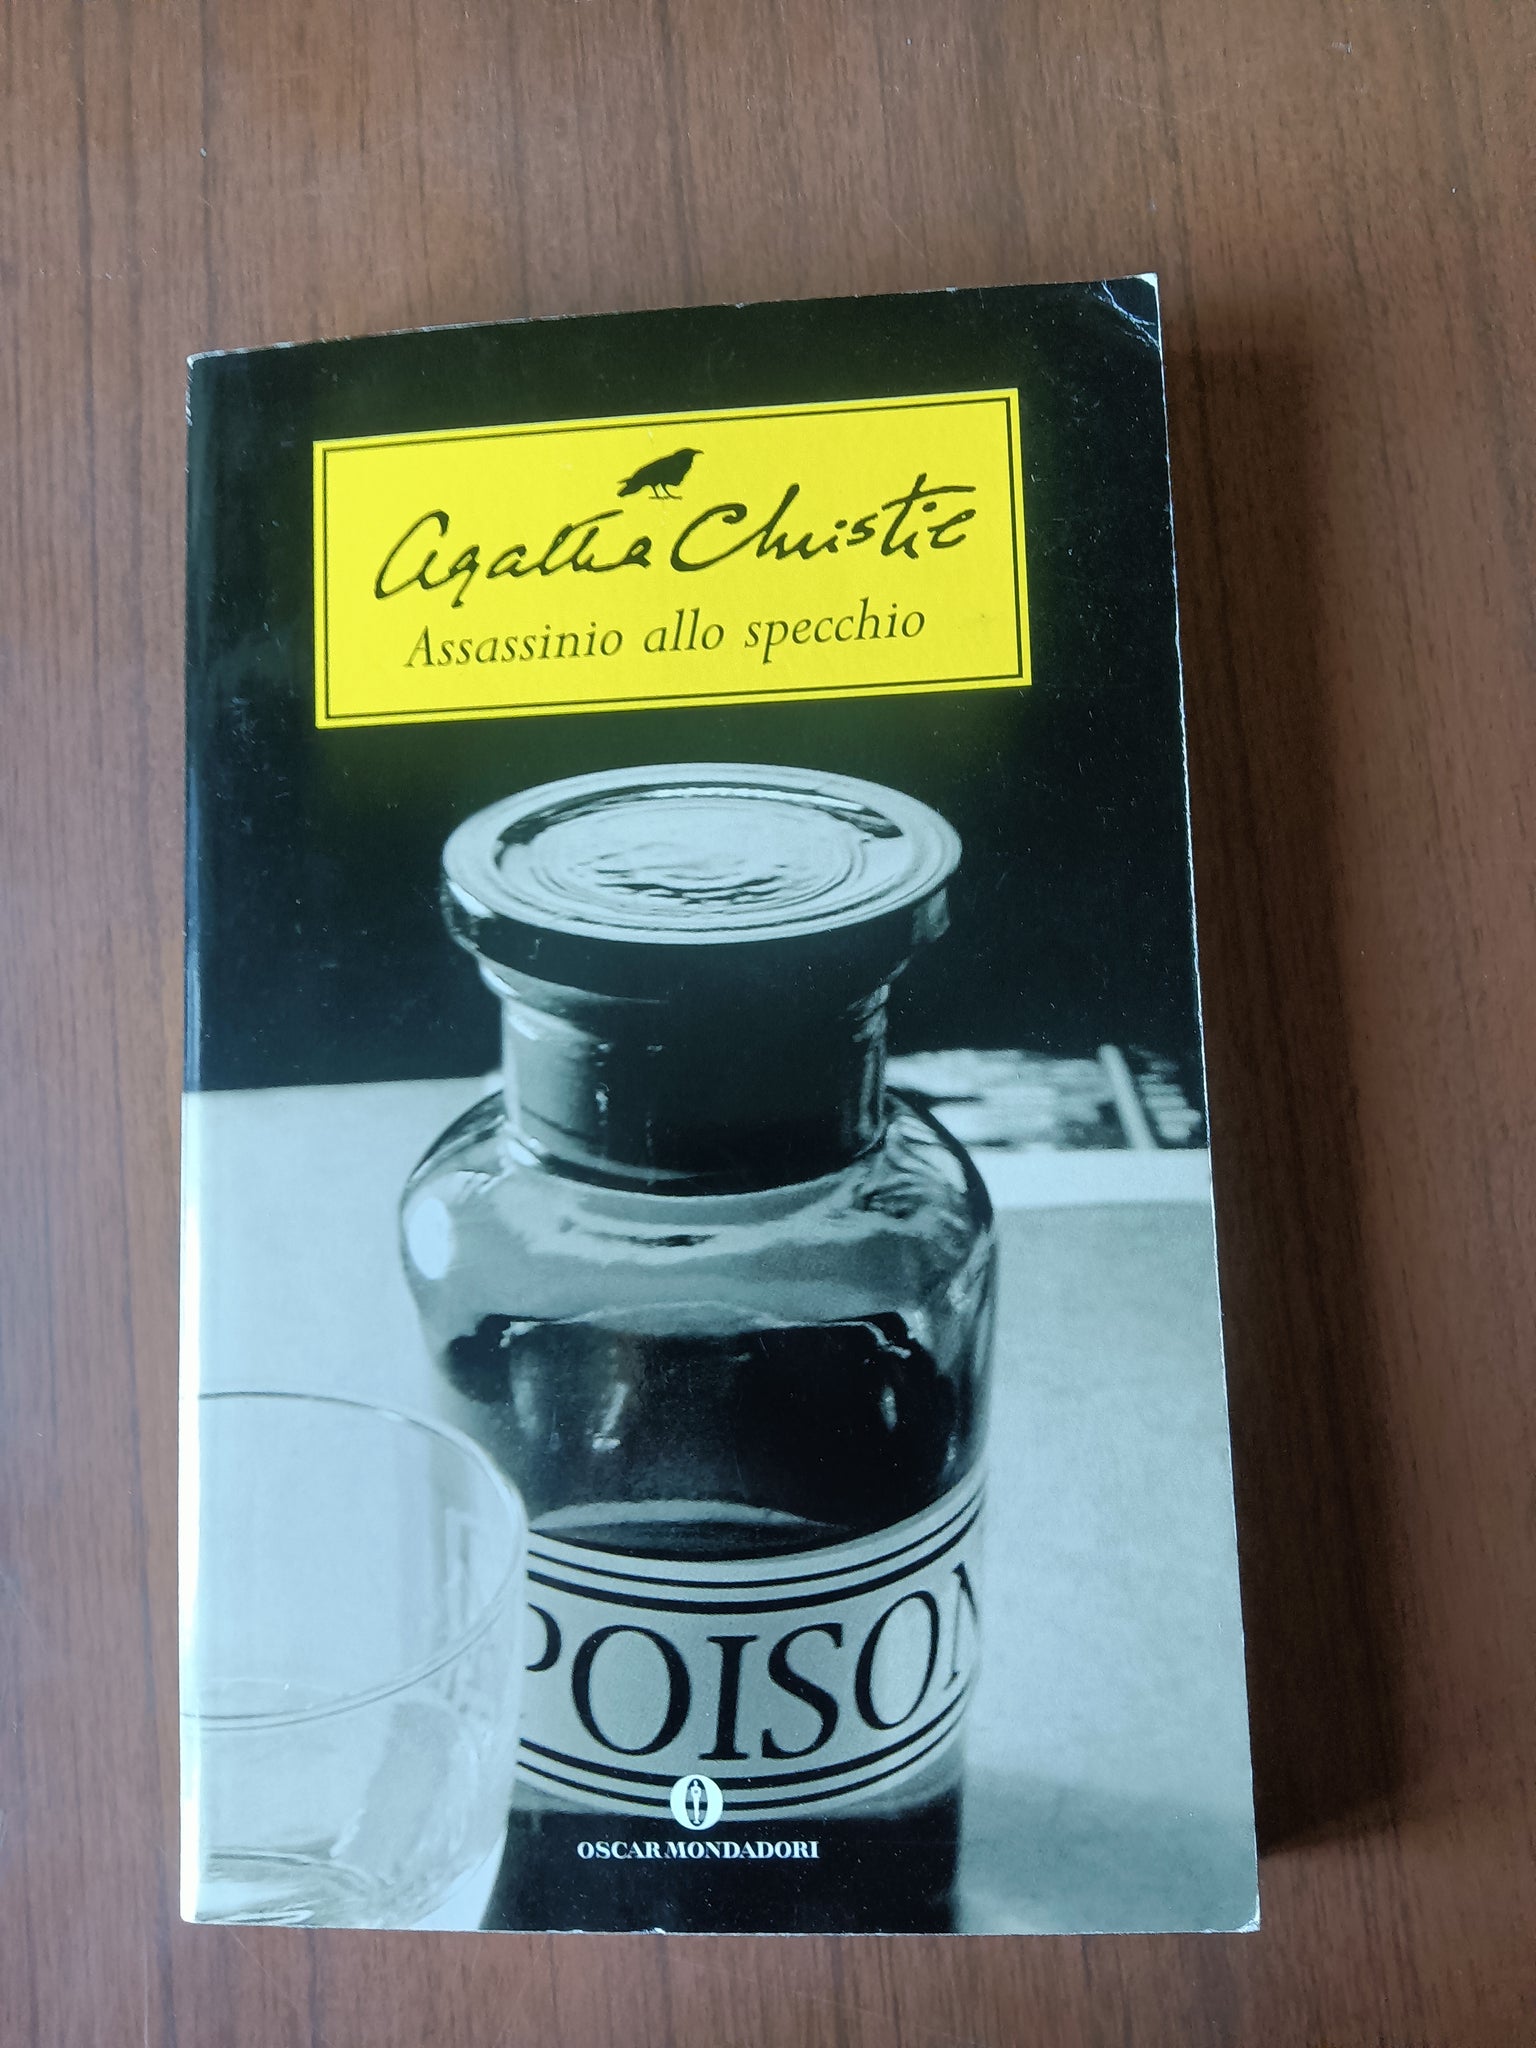 Agatha Christie
Assassinio allo specchio
POISON
OSCAR MONDADORI